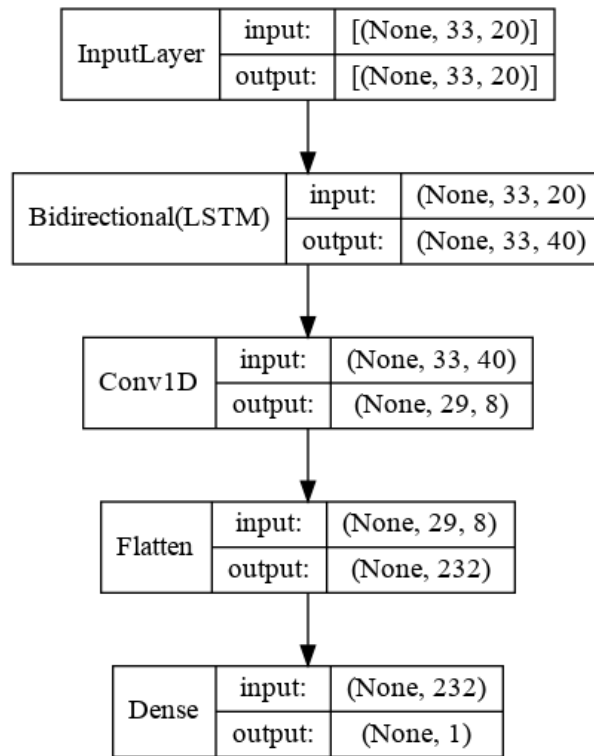 InputLayer
input: [(None, 33, 20)]
output: [(None, 33, 20)]
Bidirectional(LSTM)
input: (None, 33, 20)
output: (None, 33, 40)
Conv1D
input: (None, 33, 40)
output: (None, 29, 8)
Flatten
input: (None, 29, 8)
output: (None, 232)
Dense
input: (None, 232)
output: (None, 1)